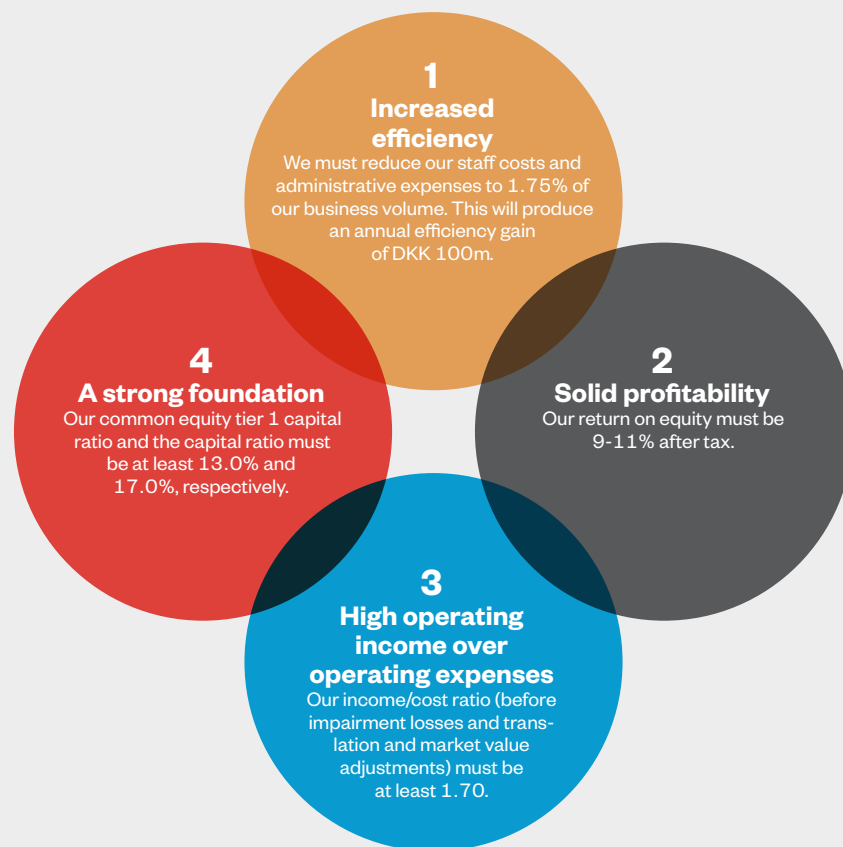 1
Increased
efficiency
We must reduce our staff costs and
administrative expenses to 1.75% of
our business volume. This will produce
an annual efficiency gain
of DKK 100m.
2
Solid profitability
Our return on equity must be
9-11% after tax.
3
High operating
income over
operating expenses
Our income/cost ratio (before
impairment losses and trans-
lation and market value
adjustments) must be
at least 1.70.
4
A strong foundation
Our common equity tier 1 capital
ratio and the capital ratio must
be at least 13.0% and
17.0%, respectively.